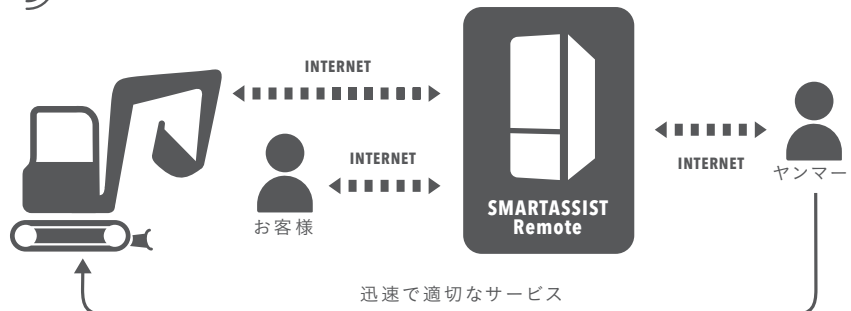 INTERNET
INTERNET
お客様
SMARTASSIST
Remote
INTERNET
ヤンマー
迅速で適切なサービス